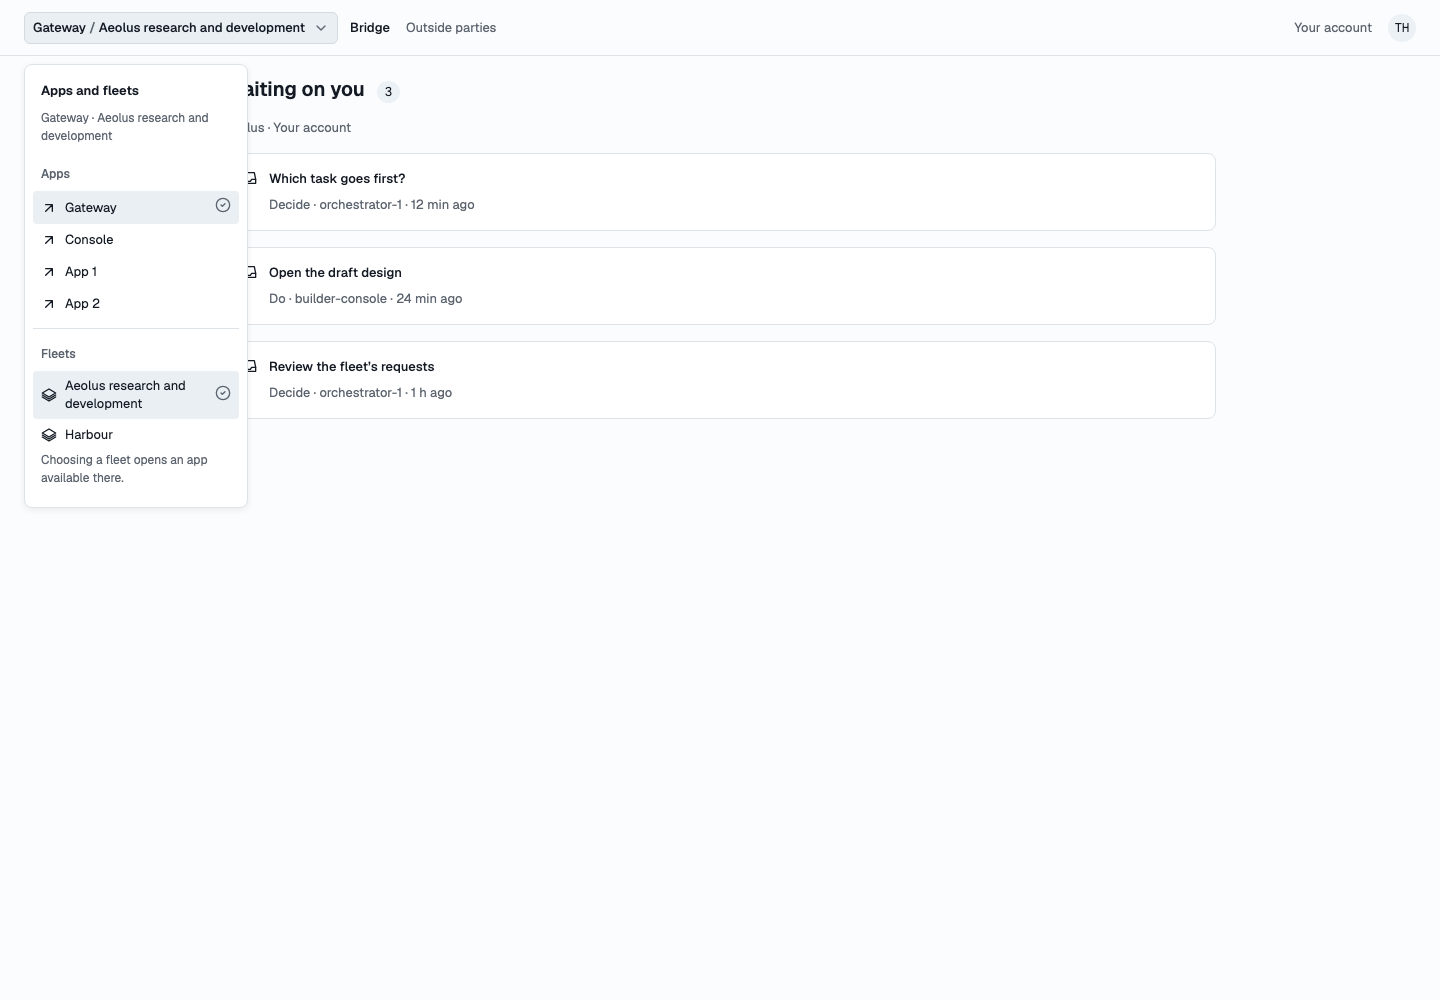 Gateway / Aeolus research and development
Bridge
Outside parties
Your account
TH
Apps and fleets
Gateway · Aeolus research and
development
Apps
Gateway
Console
App 1
App 2
Fleets
Aeolus research and
development
Harbour
Choosing a fleet opens an app
available there.
aiting on you 3
lus · Your account
Which task goes first?
Decide · orchestrator-1 · 12 min ago
Open the draft design
Do · builder-console · 24 min ago
Review the fleet's requests
Decide · orchestrator-1 · 1 h ago